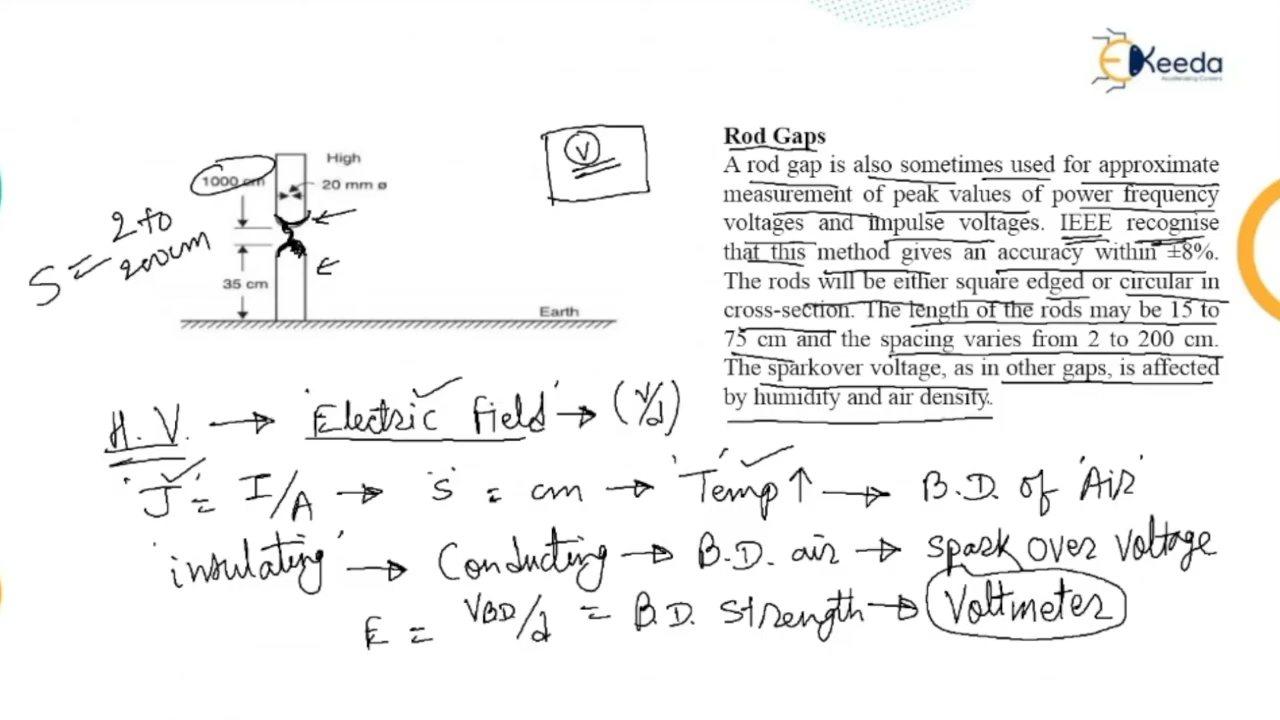 Keeda
Accelerating Careers
High
1000 cm
20 mm ø
35 cm
Earth
V
S = 2 to
200cm
Rod Gaps
A rod gap is also sometimes used for approximate
measurement of peak values of power frequency
voltages and impulse voltages. IEEE recognise
that this method gives an accuracy within ±8%.
The rods will be either square edged or circular in
cross-section. The length of the rods may be 15 to
75 cm and the spacing varies from 2 to 200 cm.
The sparkover voltage, as in other gaps, is affected
by humidity and air density.
H.V. → 'Electric field' → (V/d)
'J' = I/A → 'S' = cm → 'Temp' ↑ → B.D. of 'Air'
'insulating' → Conducting → B.D. air → spark over voltage
E = VBD/d = B.D. strength → Voltmeter